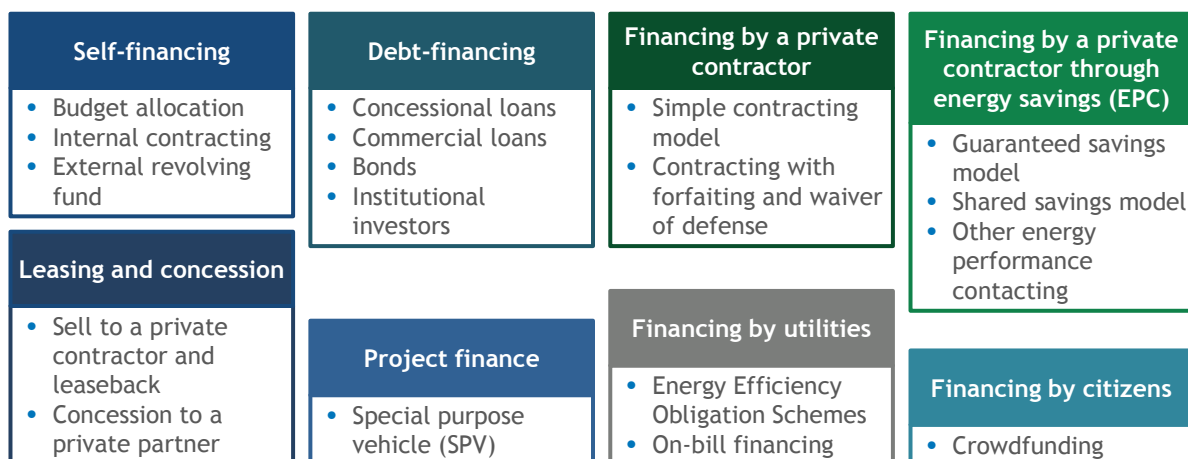 Self-financing
• Budget allocation
• Internal contracting
• External revolving
fund
Debt-financing
• Concessional loans
• Commercial loans
• Bonds
• Institutional
investors
Financing by a private
contractor
• Simple contracting
model
• Contracting with
forfaiting and waiver
of defense
Financing by a private
contractor through
energy savings (EPC)
• Guaranteed savings
model
• Shared savings model
• Other energy
performance
contacting
Leasing and concession
• Sell to a private
contractor and
leaseback
• Concession to a
private partner
Project finance
• Special purpose
vehicle (SPV)
Financing by utilities
• Energy Efficiency
Obligation Schemes
• On-bill financing
Financing by citizens
• Crowdfunding